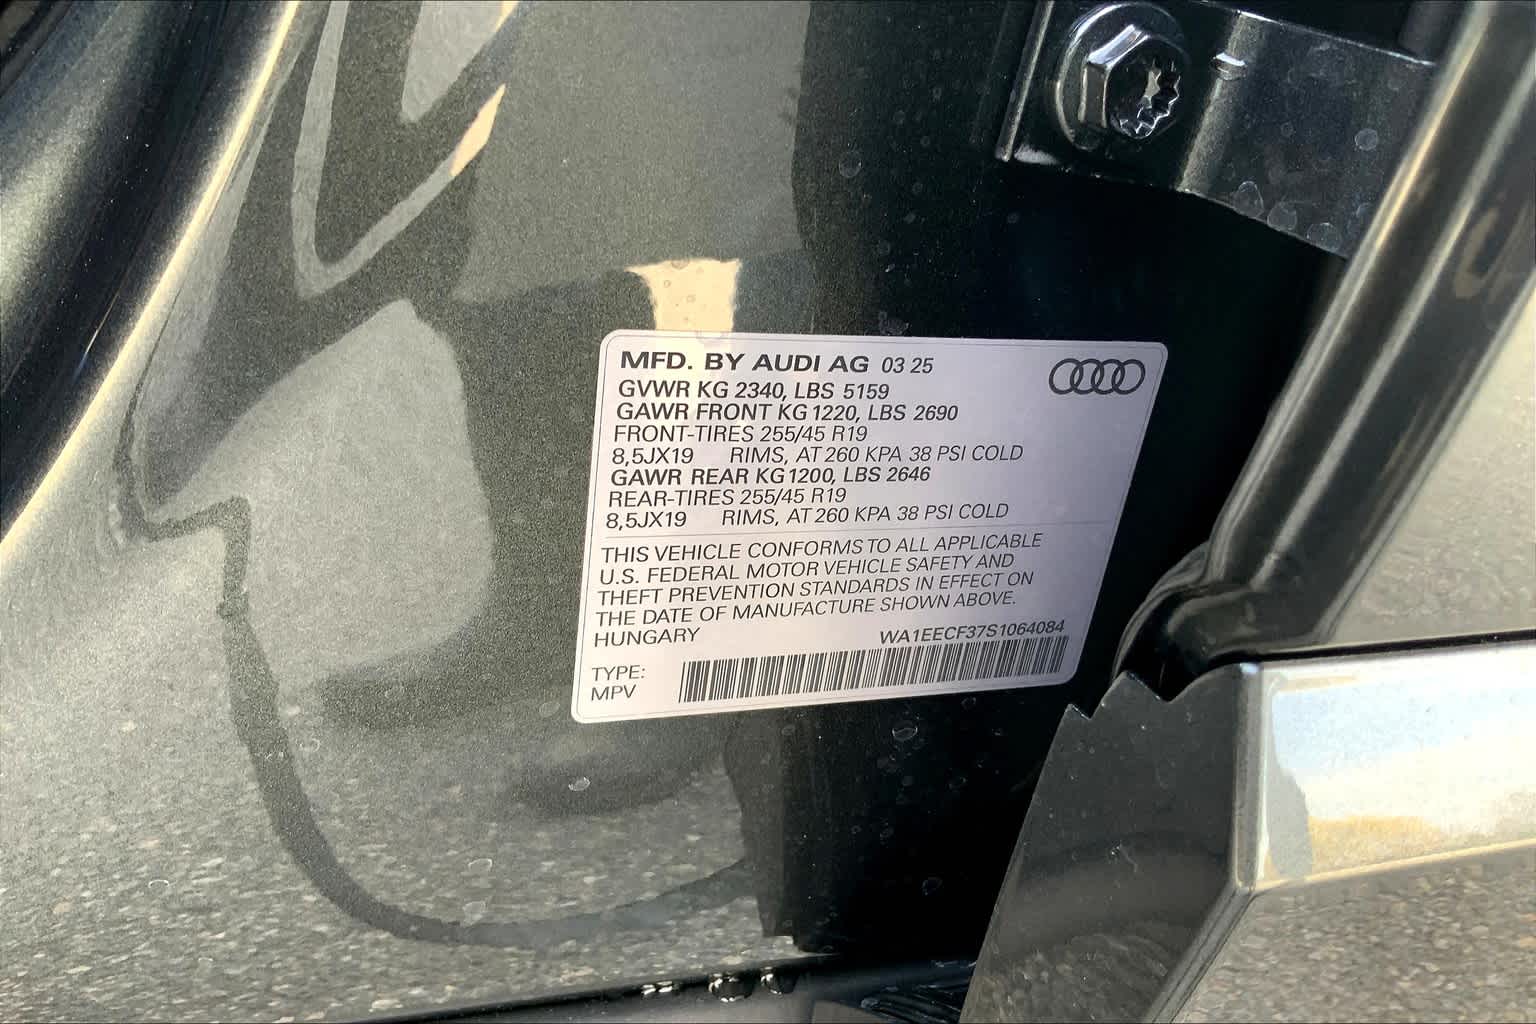 MFD. BY AUDI AG 03 25
GVWR KG 2340, LBS 5159
GAWR FRONT KG 1220, LBS 2690
FRONT-TIRES 255/45 R19
8,5JX19 RIMS, AT 260 KPA 38 PSI COLD
GAWR REAR KG 1200, LBS 2646
REAR-TIRES 255/45 R19
8,5JX19 RIMS, AT 260 KPA 38 PSI COLD
THIS VEHICLE CONFORMS TO ALL APPLICABLE
U.S. FEDERAL MOTOR VEHICLE SAFETY AND
THEFT PREVENTION STANDARDS IN EFFECT ON
THE DATE OF MANUFACTURE SHOWN ABOVE.
HUNGARY WA1EECF37S1064084
TYPE:
MPV